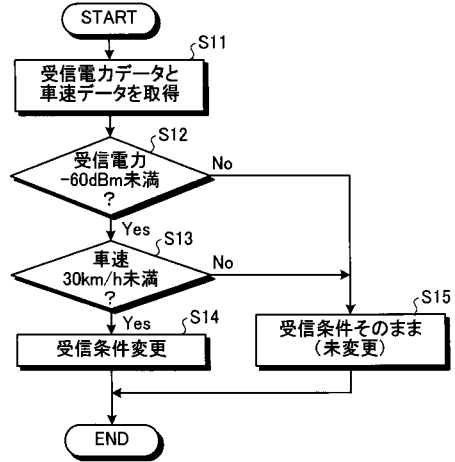 START
S11
受信電力データと
車速データを取得
S12
受信電力
-60dBm未満
?
No
Yes
S13
車速
30km/h未満
?
No
Yes
S14
受信条件変更
S15
受信条件そのまま
(未変更)
END